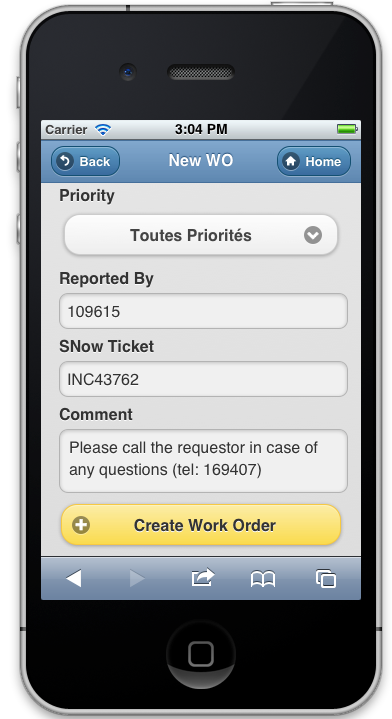 Carrier 3:04 PM
Back New WO Home
Priority
Toutes Priorités
Reported By
109615
SNow Ticket
INC43762
Comment
Please call the requestor in case of
any questions (tel: 169407)
Create Work Order